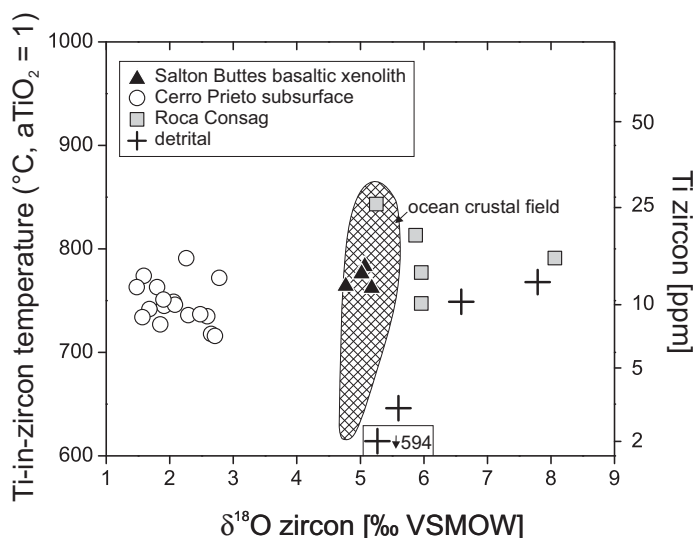 Ti-in-zircon temperature (°C, aTiO₂ = 1)
1000
900
800
700
600
Salton Buttes basaltic xenolith
Cerro Prieto subsurface
Roca Consag
detrital
ocean crustal field
594
50
25
10
5
2
Ti zircon [ppm]
1 2 3 4 5 6 7 8 9
δ¹⁸O zircon [‰ VSMOW]